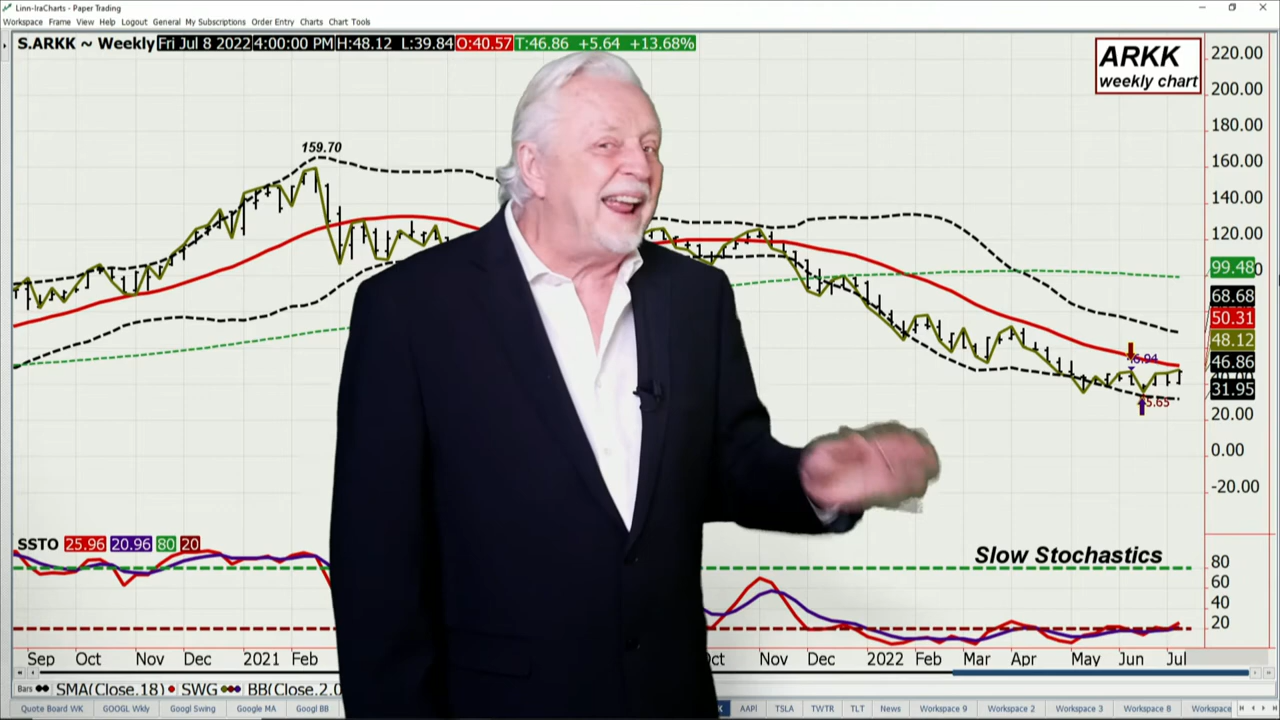 Linn-IraCharts - Paper Trading
Workspace Frame View Help Logout General My Subscriptions Order Entry Charts Chart Tools
S.ARKK ~ Weekly Fri Jul 8 2022 4:00:00 PM H:48.12 L:39.84 O:40.57 T:46.86 +5.64 +13.68%
ARKK
weekly chart
220.00
200.00
180.00
159.70
160.00
140.00
120.00
99.48
68.68
50.31
48.12
46.86
31.95
20.00
0.00
-20.00
SSTO 25.96 20.96 80 20
Slow Stochastics
80
60
40
20
Sep Oct Nov Dec 2021 Feb Nov Dec 2022 Feb Mar Apr May Jun Jul
Bars SMA(Close.18) SWG BB(Close.2.0
Quote Board WK GOOGL Wkly Googl Swing Google MA Googl BB AAPl TSLA TWTR TLT News Workspace 9 Workspace 2 Workspace 3 Workspace 8 Workspace